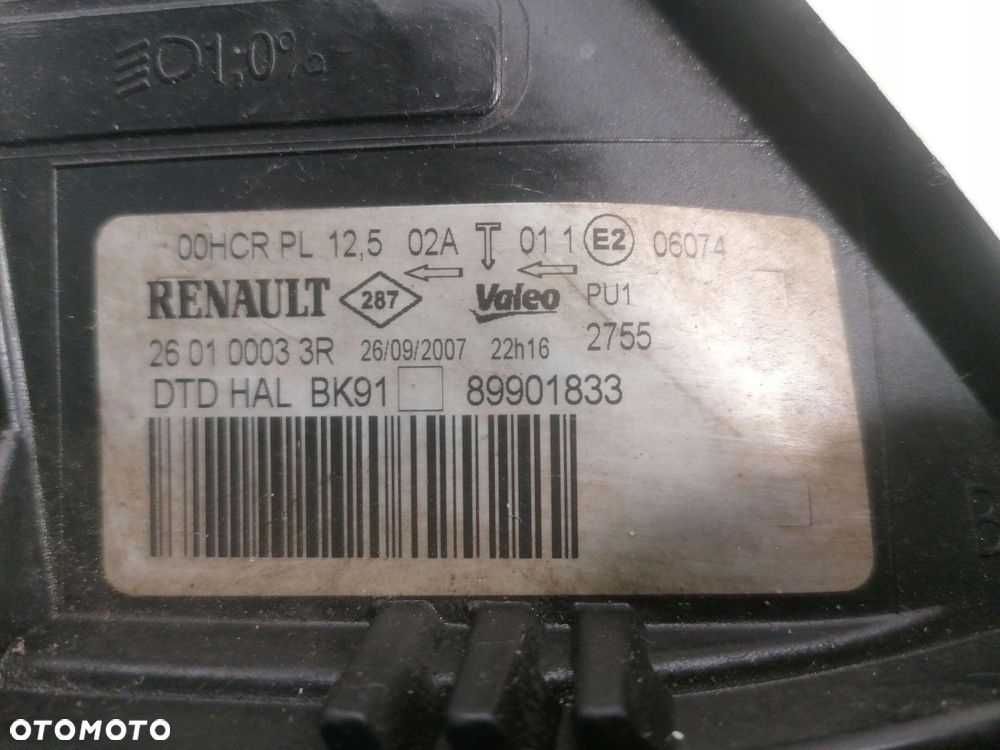 1,0%
00HCR PL 12,5 02A 01 1 E2 06074
RENAULT 287 Valeo PU1
26 01 0003 3R 26/09/2007 22h16 2755
DTD HAL BK91 89901833
OTOMOTO